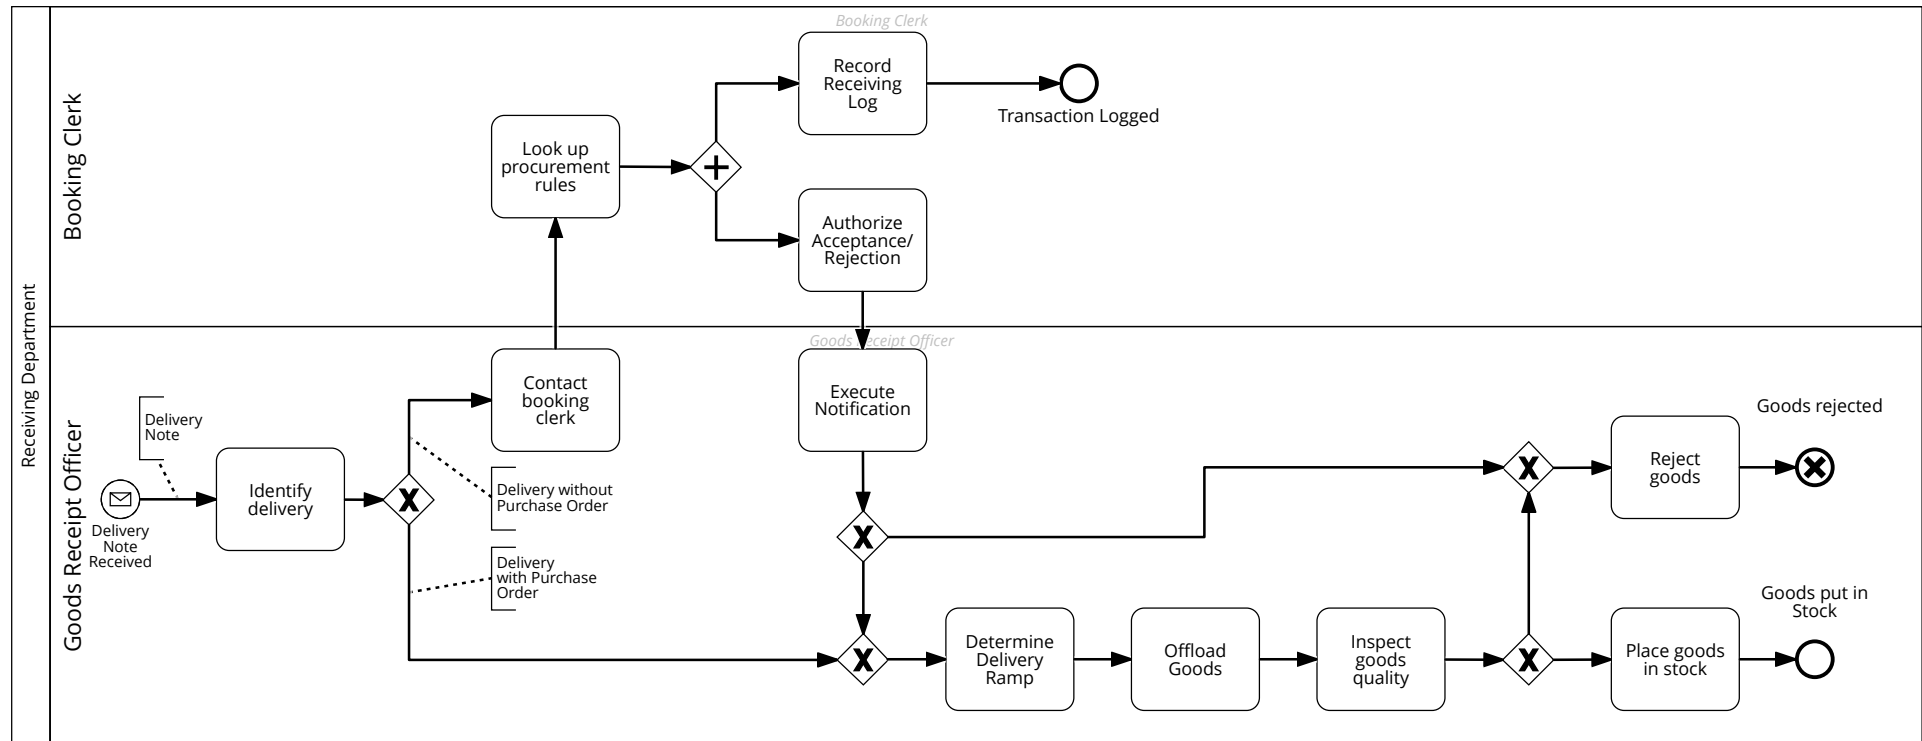 Receiving Department
Booking Clerk
Booking Clerk
Record
Receiving
Log
Transaction Logged
Look up
procurement
rules
Authorize
Acceptance/
Rejection
Goods Receipt Officer
Goods Receipt Officer
Delivery
Note
Delivery
Note
Received
Identify
delivery
Contact
booking
clerk
Delivery without
Purchase Order
Delivery
with Purchase
Order
Execute
Notification
Determine
Delivery
Ramp
Offload
Goods
Inspect
goods
quality
Reject
goods
Goods rejected
Place goods
in stock
Goods put in
Stock